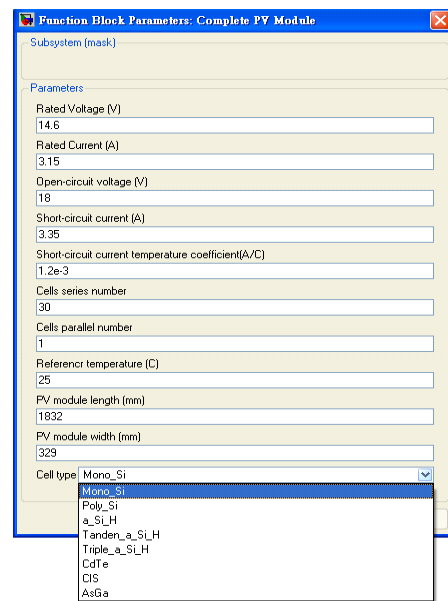 Function Block Parameters: Complete PV Module
Subsystem (mask)
Parameters
Rated Voltage (V)
14.6
Rated Current (A)
3.15
Open-circuit voltage (V)
18
Short-circuit current (A)
3.35
Short-circuit current temperature coefficient(A/C)
1.2e-3
Cells series number
30
Cells parallel number
1
Referencr temperature (C)
25
PV module length (mm)
1832
PV module width (mm)
329
Cell type Mono_Si
Mono_Si
Poly_Si
a_Si_H
Tanden_a_Si_H
Triple_a_Si_H
CdTe
CIS
AsGa